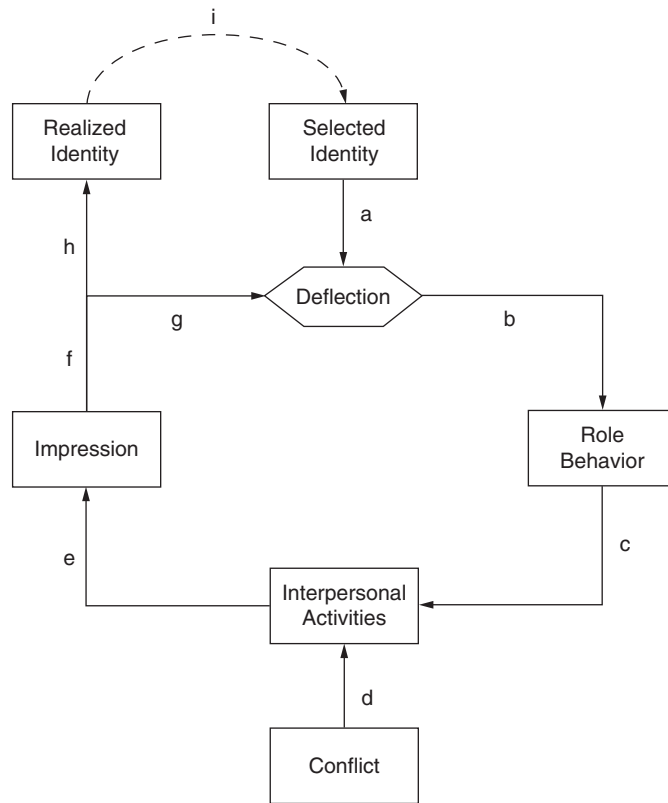 i
Realized
Identity
Selected
Identity
a
h
Deflection
g
b
f
Impression
Role
Behavior
e
c
Interpersonal
Activities
d
Conflict